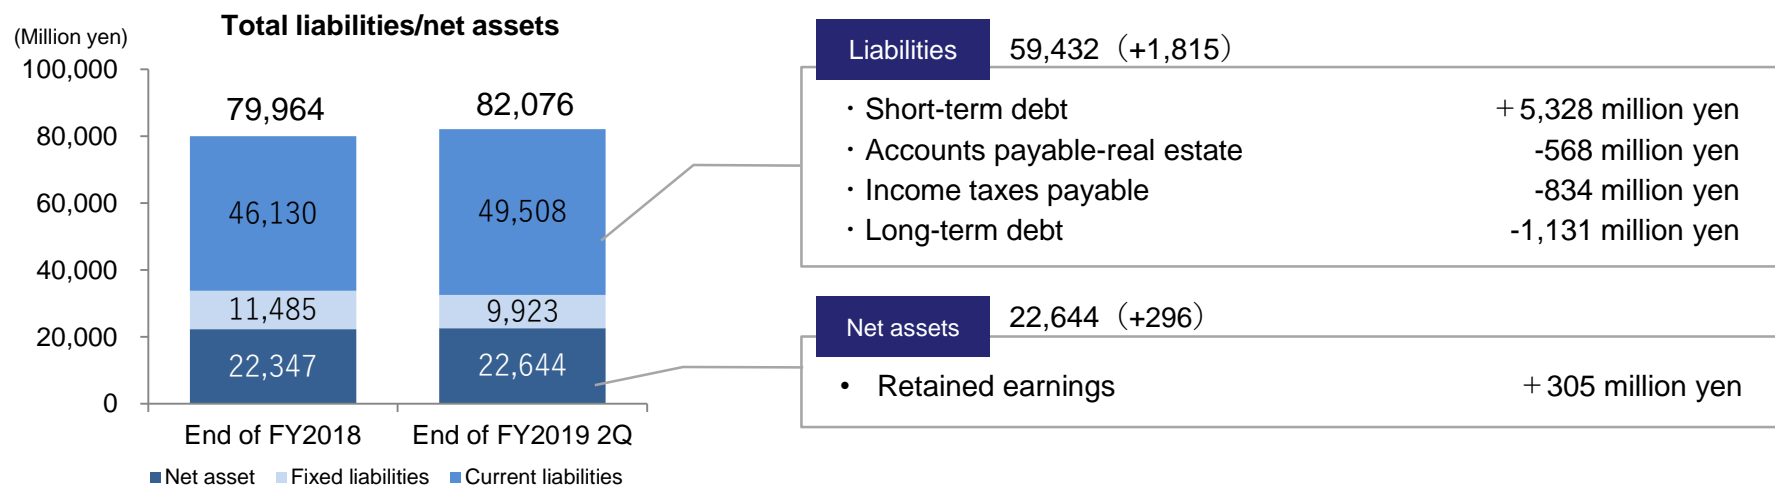 Total liabilities/net assets
(Million yen)
100,000
80,000
60,000
40,000
20,000
0
79,964
82,076
46,130
49,508
11,485
9,923
22,347
22,644
End of FY2018
End of FY2019 2Q
Net asset
Fixed liabilities
Current liabilities
Liabilities
59,432（+1,815）
・Short-term debt ＋5,328 million yen
・Accounts payable-real estate -568 million yen
・Income taxes payable -834 million yen
・Long-term debt -1,131 million yen
Net assets
22,644（+296）
• Retained earnings ＋305 million yen